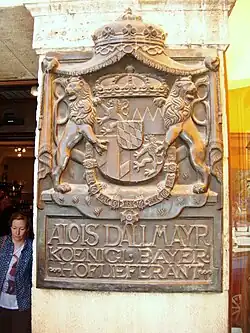 ALOIS DALLMAYR
KOENIGL·BAYER
HOFLIEFERANT